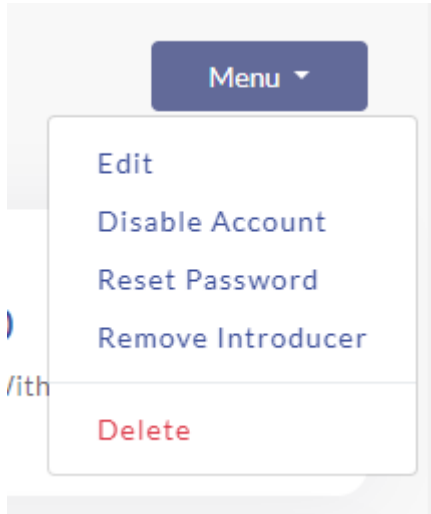 Menu
Edit
Disable Account
Reset Password
Remove Introducer
Delete